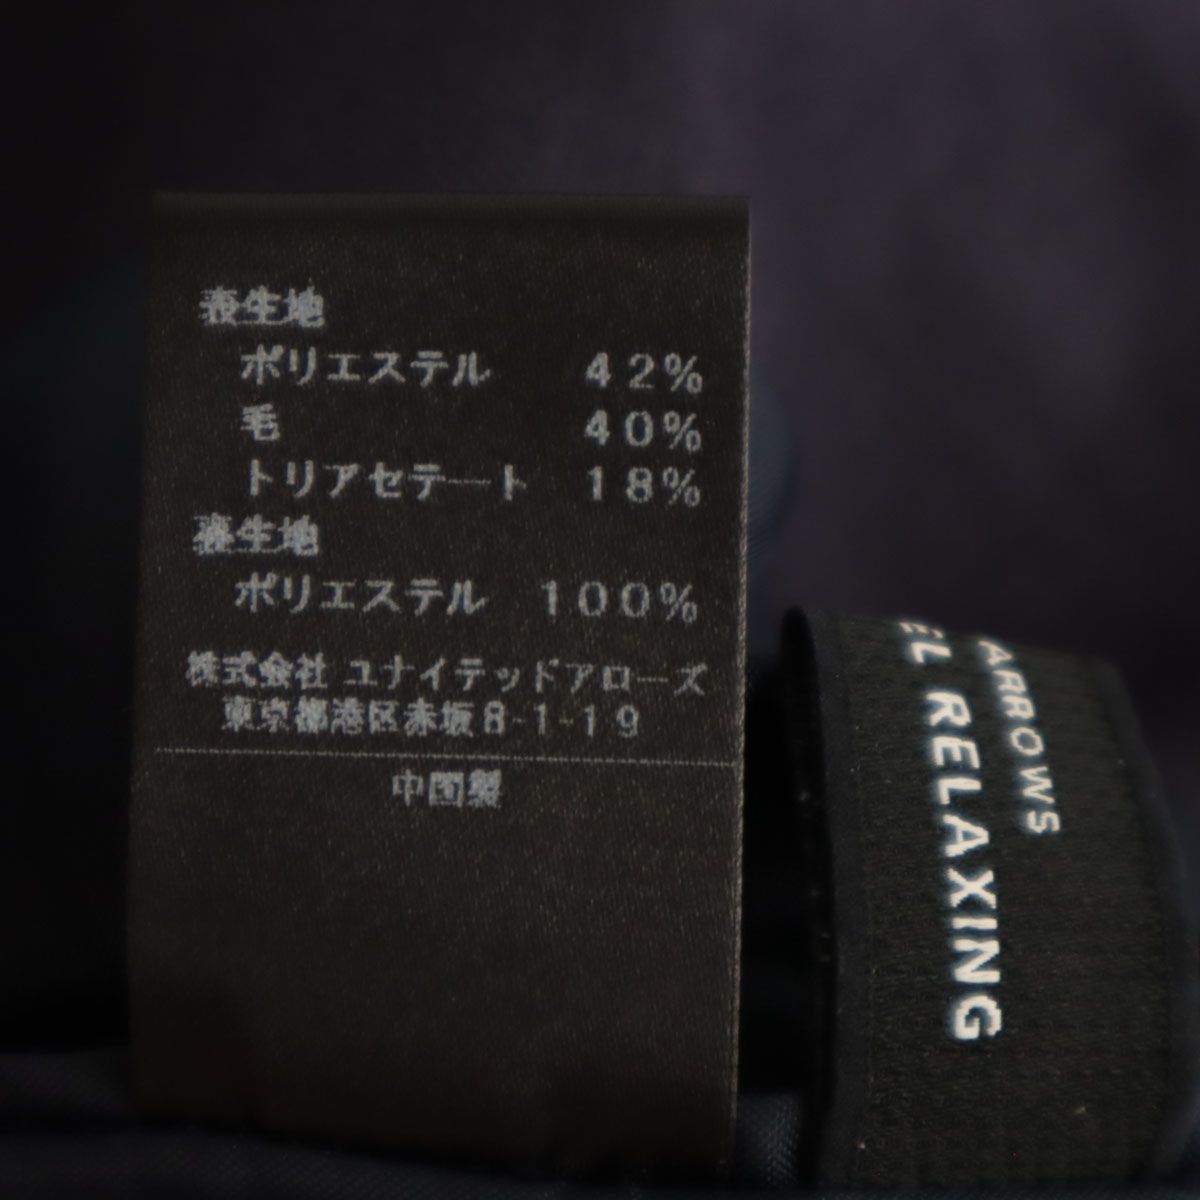 表生地
ポリエステル 42%
毛 40%
トリアセテート 18%
裏生地
ポリエステル 100%
株式会社 ユナイテッドアローズ
東京都港区赤坂8-1-19
中国製
ARROWS
EL RELAXING